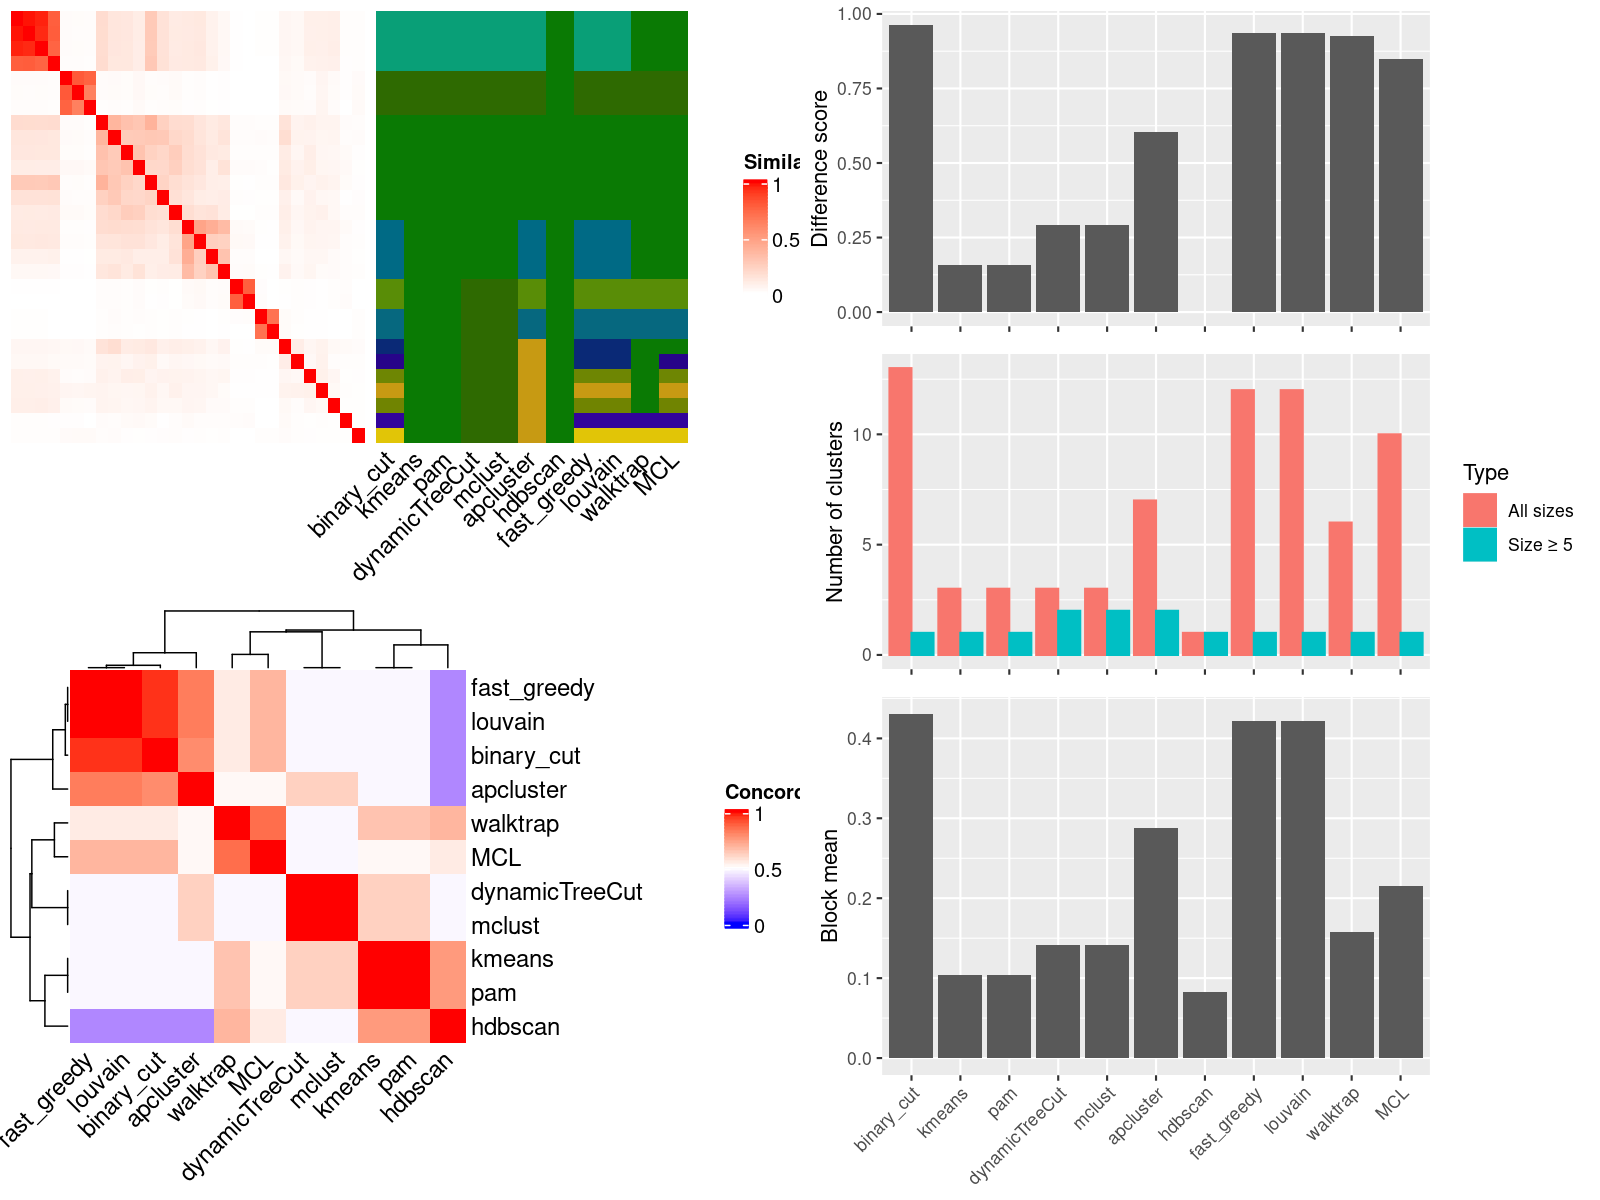 Simila
1
0.5
0
binary_cut
kmeans
pam
dynamicTreeCut
mclust
apcluster
hdbscan
fast_greedy
louvain
walktrap
MCL
Difference score
1.00
0.75
0.50
0.25
0.00
Number of clusters
10
5
0
Type
All sizes
Size ≥ 5
fast_greedy
louvain
binary_cut
apcluster
walktrap
MCL
dynamicTreeCut
mclust
kmeans
pam
hdbscan
fast_greedy
louvain
binary_cut
apcluster
walktrap
MCL
dynamicTreeCut
mclust
kmeans
pam
hdbscan
Concord
1
0.5
0
Block mean
0.4
0.3
0.2
0.1
0.0
binary_cut
kmeans
pam
dynamicTreeCut
mclust
apcluster
hdbscan
fast_greedy
louvain
walktrap
MCL